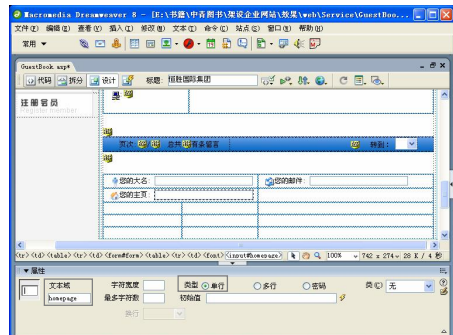 Macromedia Dreamweaver 8 - [E:\书籍\中青图书\架设企业网站\效果\web\Service\GuestBoo...
文件(F) 编辑(E) 查看(V) 插入(I) 修改(M) 文本(T) 命令(C) 站点(S) 窗口(W) 帮助(H)
常用
GuestBook.asp*
代码 拆分 设计 标题: 恒胜国际集团
注册会员
Register member
页次: / 总共 有条留言 转到:
您的大名: 您的邮件:
您的主页:
<tr><td><table><tr><td><form#form><table><tr><td><font><input#homepage> 100% 742 x 274 28 K / 4 秒
属性
文本域 字符宽度 类型 单行 多行 密码 类(C) 无
homepage 最多字符数 初始值
换行